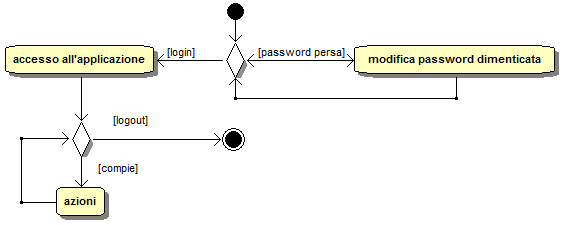 [login]
[password persa]
accesso all'applicazione
modifica password dimenticata
[logout]
[compie]
azioni